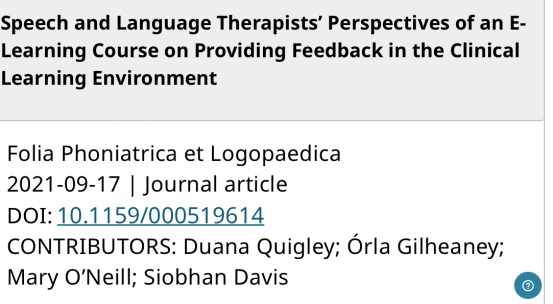 Speech and Language Therapists’ Perspectives of an E-
Learning Course on Providing Feedback in the Clinical
Learning Environment
Folia Phoniatrica et Logopaedica
2021-09-17 | Journal article
DOI: 10.1159/000519614
CONTRIBUTORS: Duana Quigley; Órla Gilheaney;
Mary O’Neill; Siobhan Davis
?